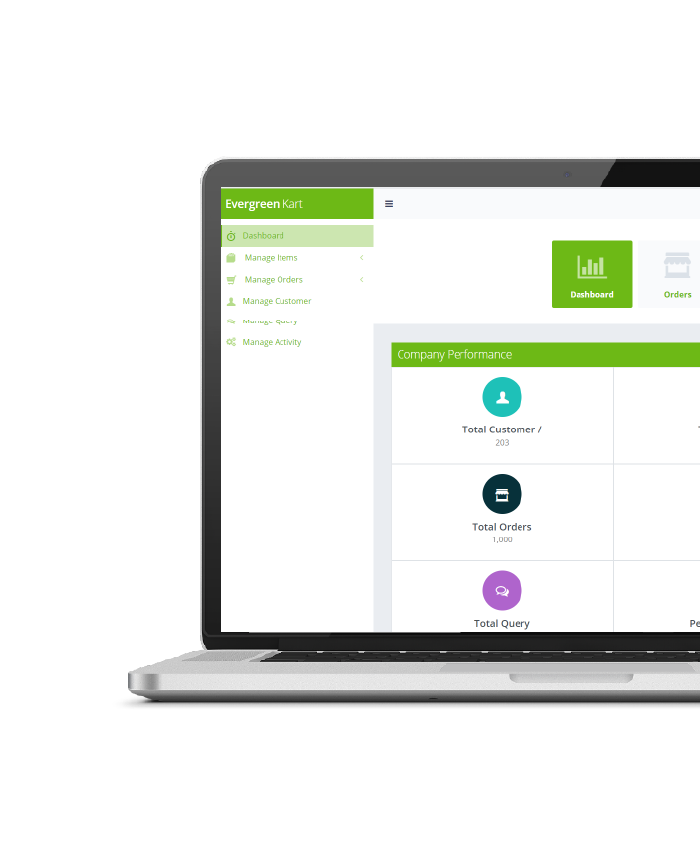 Evergreen Kart
Dashboard
Manage Items
Manage Orders
Manage Customer
Manage Query
Manage Activity
Dashboard
Orders
Company Performance
Total Customer /
203
Total Orders
1,000
Total Query
Pe